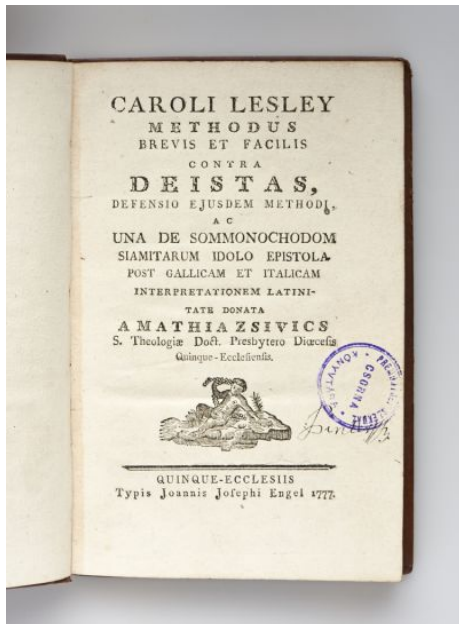 CAROLI LESLEY
METHODUS
BREVIS ET FACILIS
CONTRA
DEISTAS,
DEFENSIO EJUSDEM METHODI,
AC
UNA DE SOMMONOCHODOM
SIAMITARUM IDOLO EPISTOLA
POST GALLICAM ET ITALICAM
INTERPRETATIONEM LATINI-
TATE DONATA
A MATHIA ZSIVICS
S. Theologiæ Doct. Presbytero Diœcesis
Quinque-Ecclesiensis.
CSORNA
KÖNYVTÁRA
QUINQUE-ECCLESIIS
Typis Joannis Josephi Engel 1777.